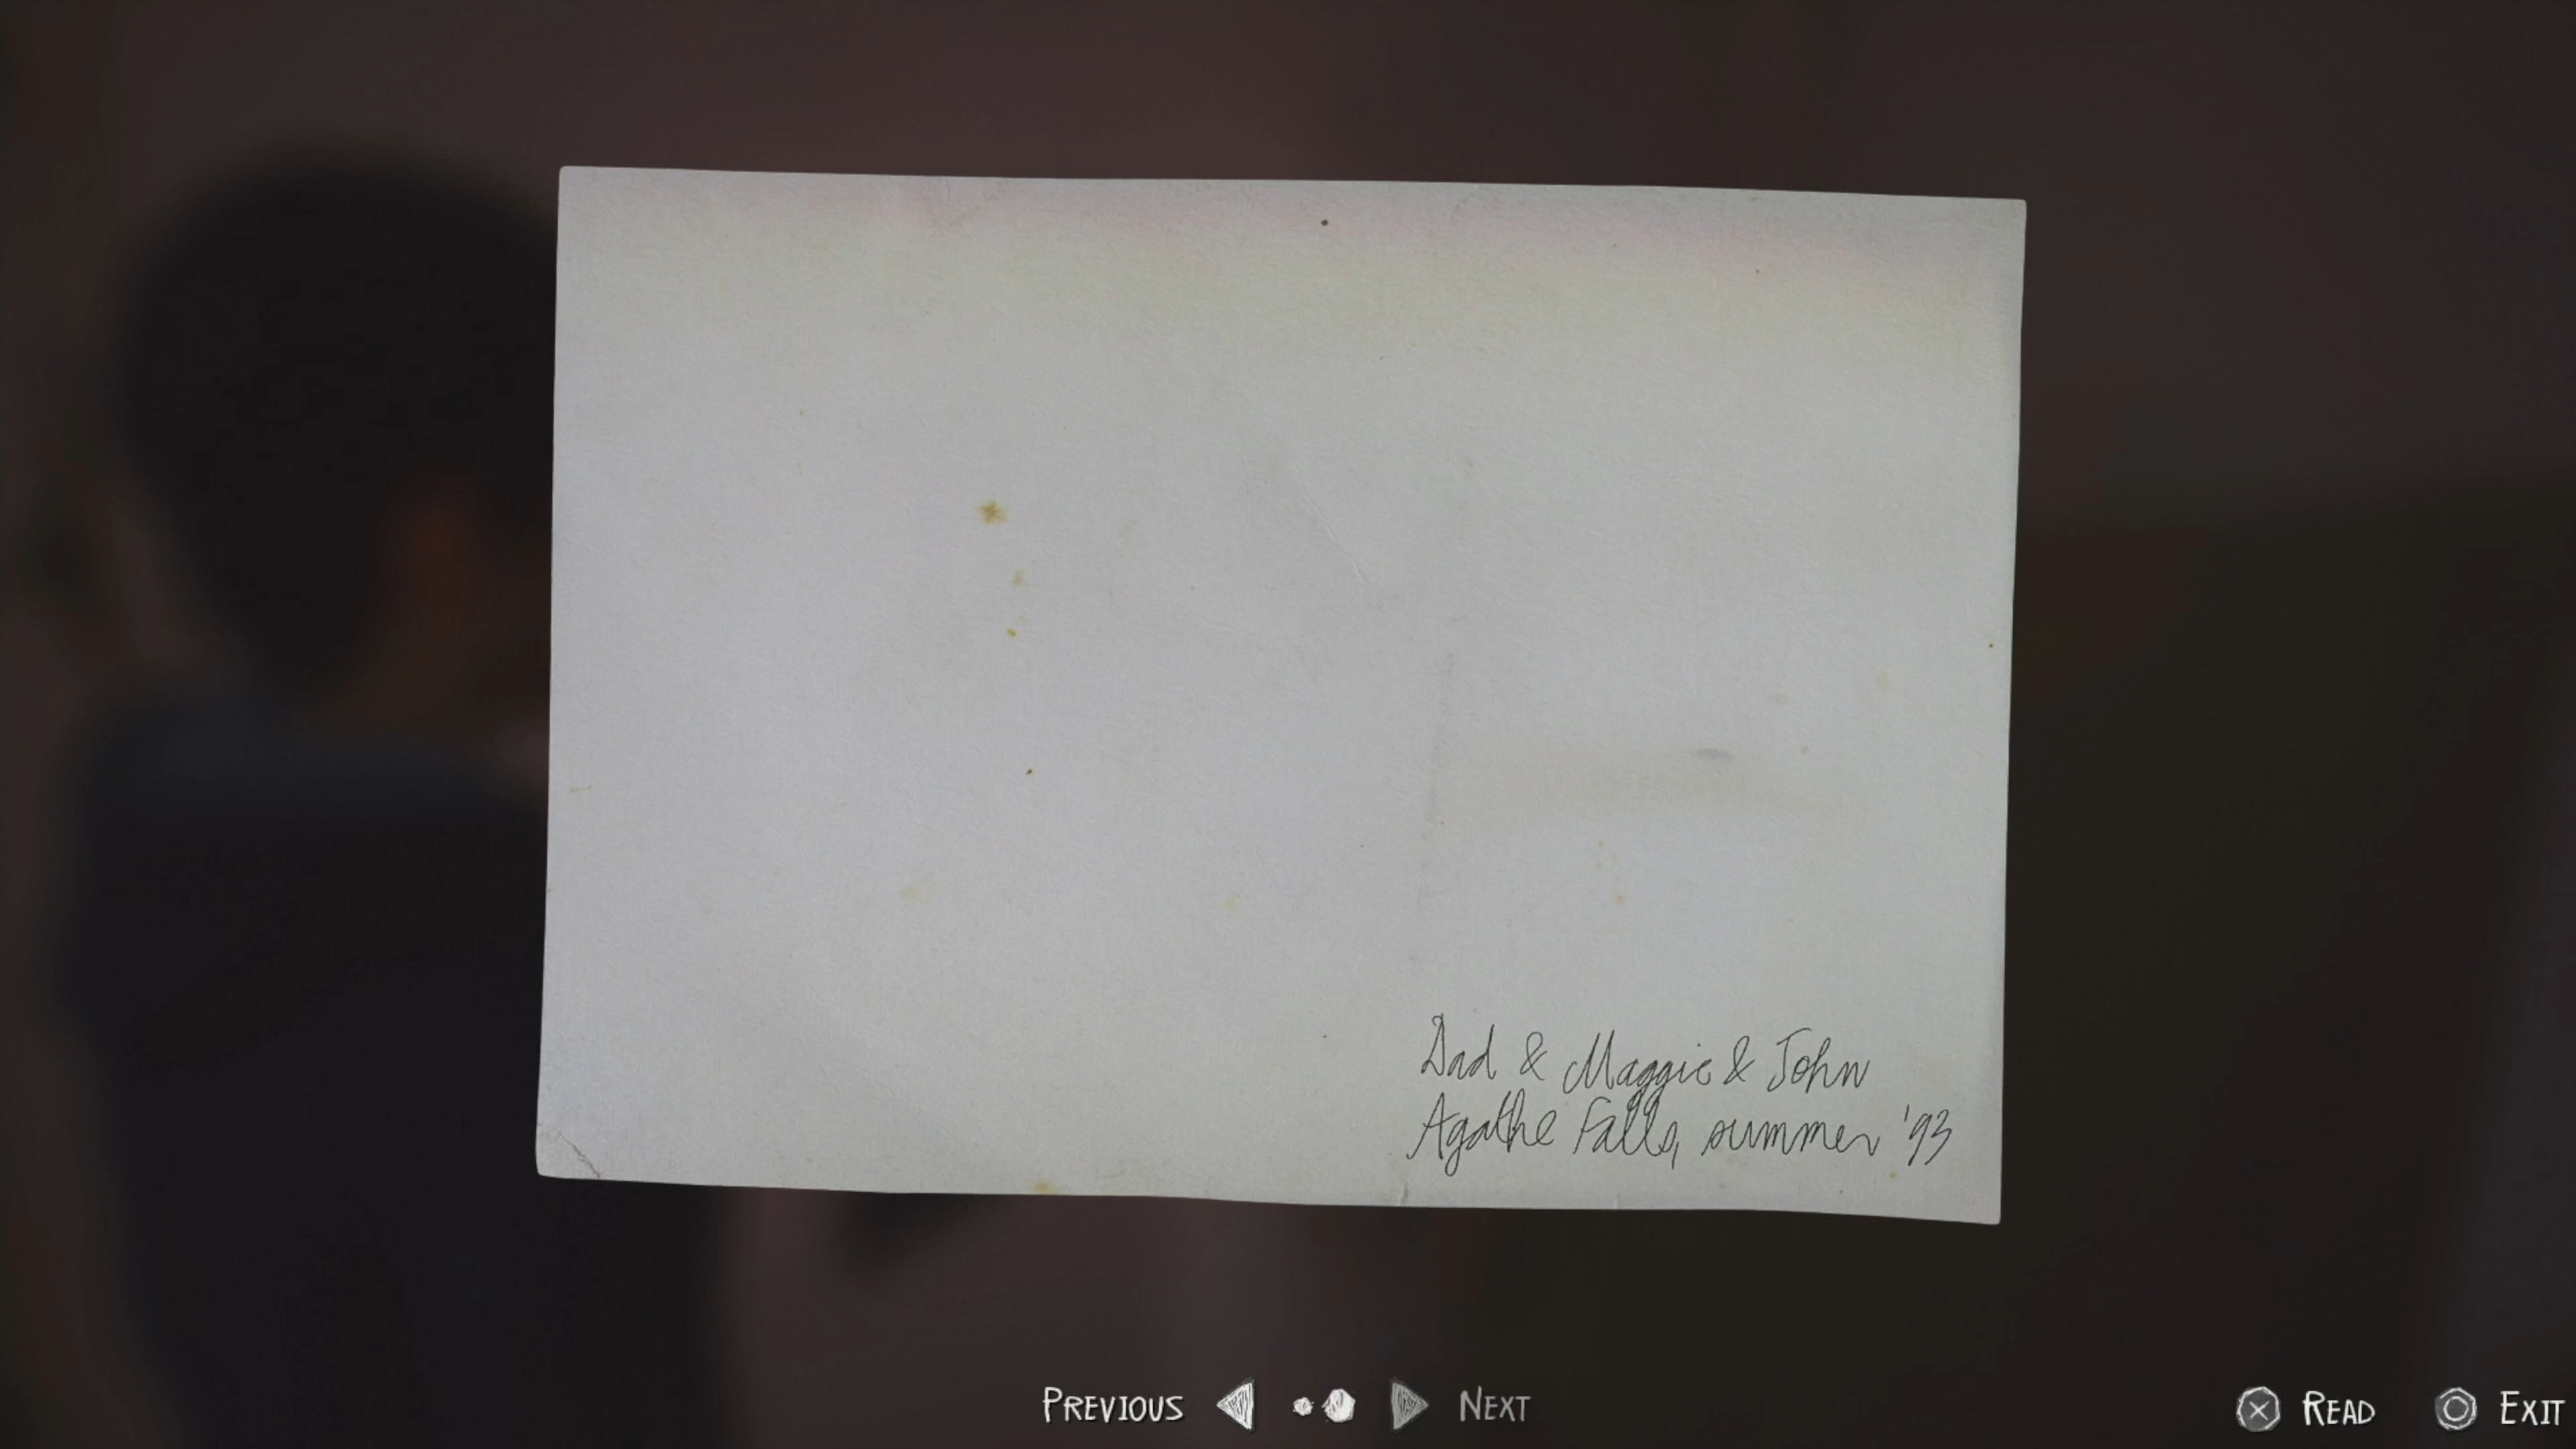 Dad & Maggie & John
Agathe Falls, summer '93
PREVIOUS NEXT
READ EXIT